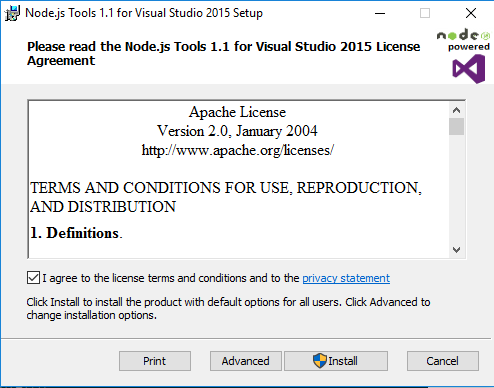 Node.js Tools 1.1 for Visual Studio 2015 Setup
Please read the Node.js Tools 1.1 for Visual Studio 2015 License
Agreement
node
powered
Apache License
Version 2.0, January 2004
http://www.apache.org/licenses/
TERMS AND CONDITIONS FOR USE, REPRODUCTION,
AND DISTRIBUTION
1. Definitions.
I agree to the license terms and conditions and to the privacy statement
Click Install to install the product with default options for all users. Click Advanced to
change installation options.
Print Advanced Install Cancel